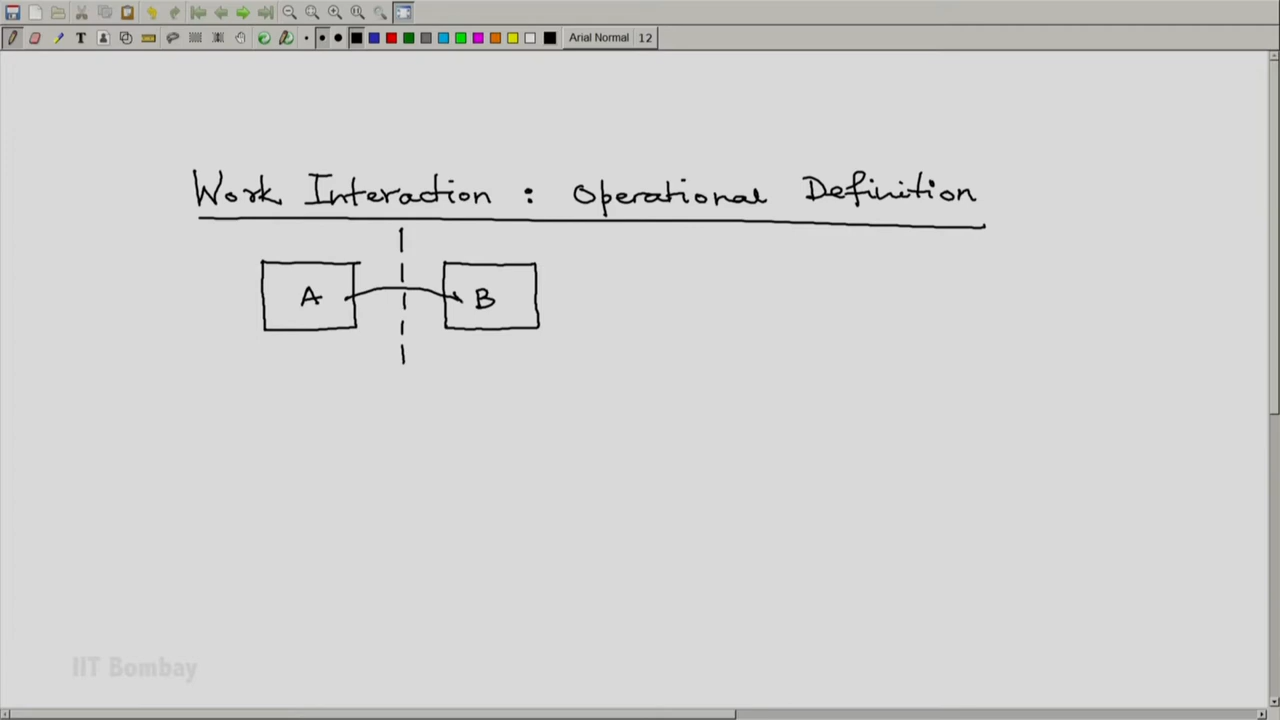 Arial Normal 12
Work Interaction : Operational Definition
A B
IIT Bombay